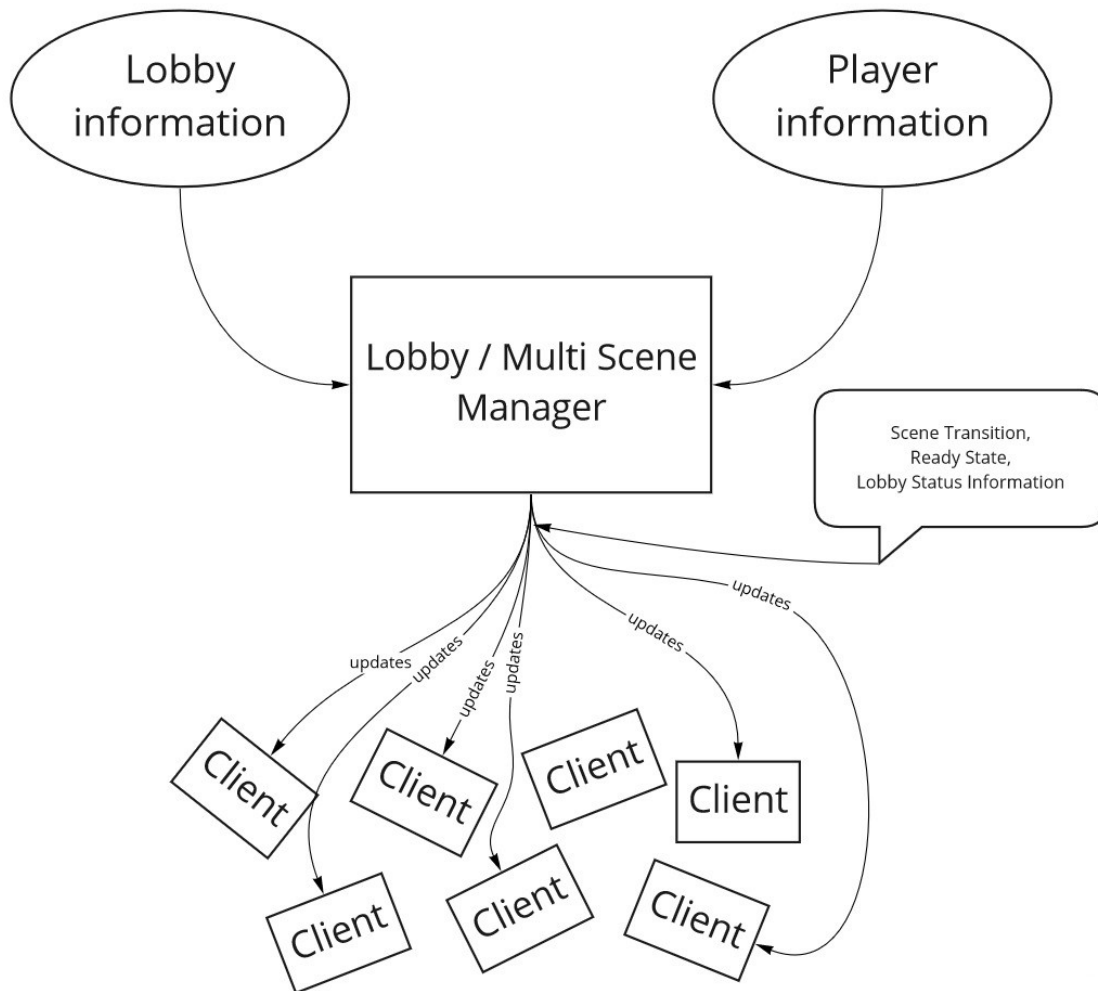 Lobby
information
Player
information
Lobby / Multi Scene
Manager
Scene Transition,
Ready State,
Lobby Status Information
updates
updates
updates
updates
updates
updates
Client
Client
Client
Client
Client
Client
Client